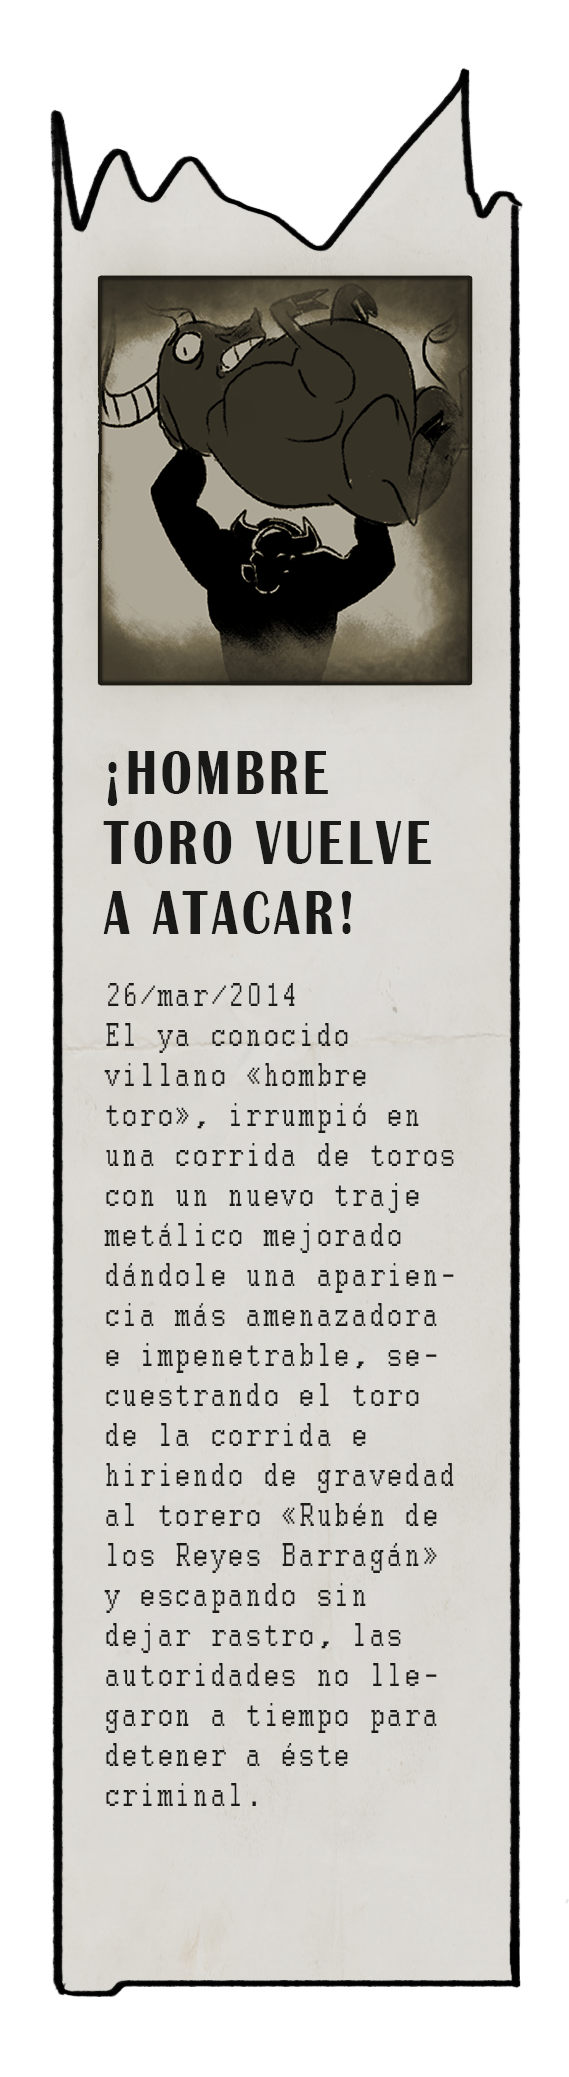 ¡HOMBRE
TORO VUELVE
A ATACAR!
26/mar/2014
El ya conocido
villano «hombre
toro», irrumpió en
una corrida de toros
con un nuevo traje
metálico mejorado
dándole una aparien-
cia más amenazadora
e impenetrable, se-
cuestrando el toro
de la corrida e
hiriendo de gravedad
al torero «Rubén de
los Reyes Barragán»
y escapando sin
dejar rastro, las
autoridades no lle-
garon a tiempo para
detener a éste
criminal.